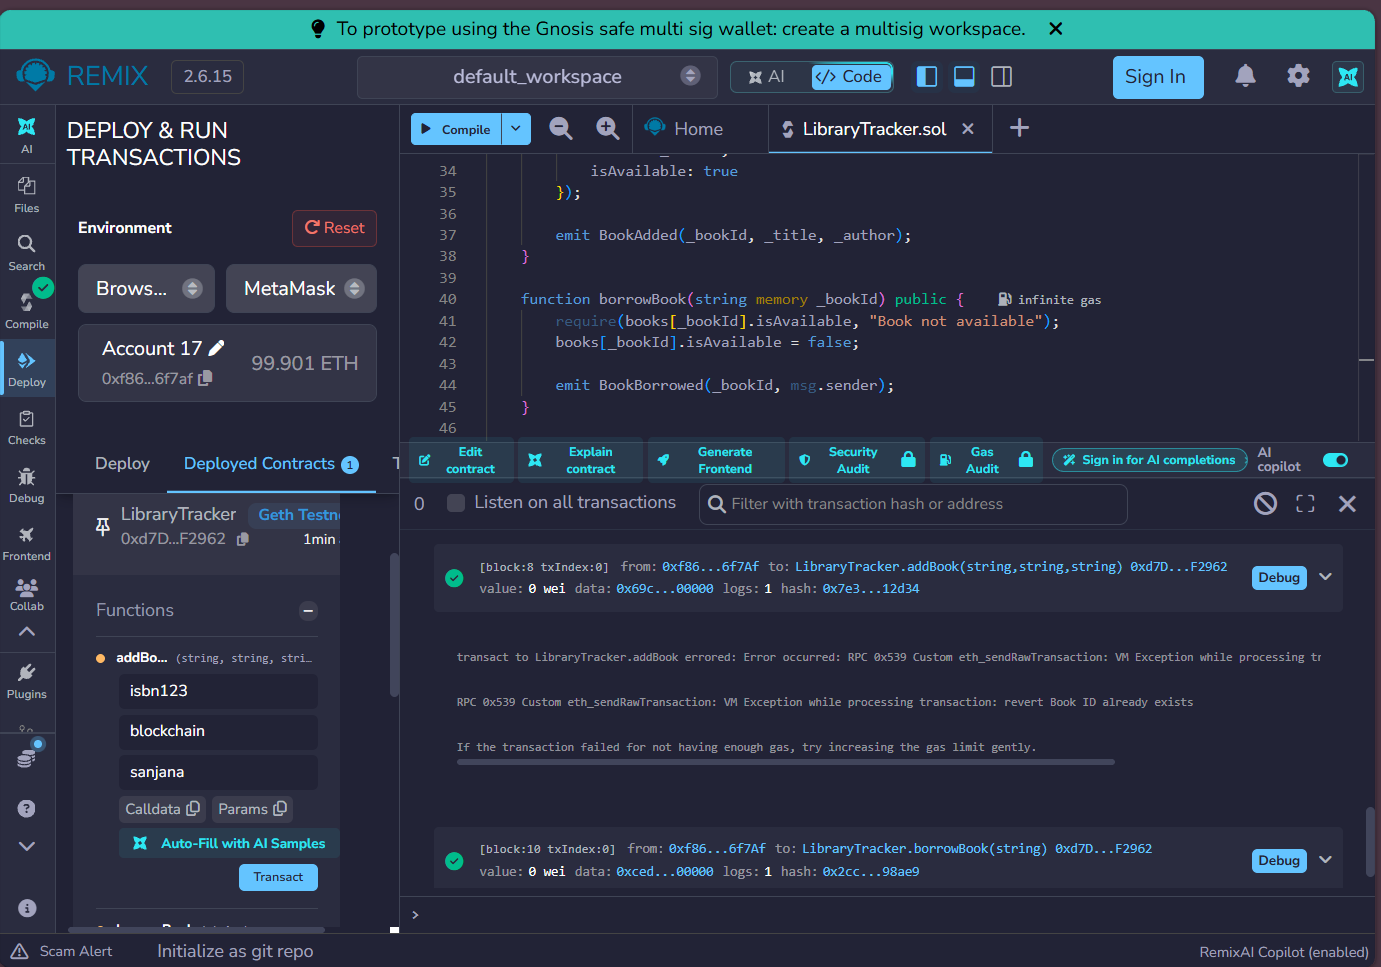 To prototype using the Gnosis safe multi sig wallet: create a multisig workspace.
REMIX
2.6.15
default_workspace
AI
Code
Sign In
AI
AI
Files
Search
Compile
Deploy
Checks
Debug
Frontend
Collab
Plugins
DEPLOY & RUN
TRANSACTIONS
Environment
Reset
Brows...
MetaMask
Account 17
0xf86...6f7af
99.901 ETH
Deploy
Deployed Contracts 1
T
LibraryTracker
Geth Testn
0xd7D...F2962
1min
Functions
addBo... (string, string, stri...
isbn123
blockchain
sanjana
Calldata
Params
Auto-Fill with AI Samples
Transact
Compile
Home
LibraryTracker.sol
34 isAvailable: true
35 });
36
37 emit BookAdded(_bookId, _title, _author);
38 }
39
40 function borrowBook(string memory _bookId) public { infinite gas
41 require(books[_bookId].isAvailable, "Book not available");
42 books[_bookId].isAvailable = false;
43
44 emit BookBorrowed(_bookId, msg.sender);
45 }
46
Edit contract
Explain contract
Generate Frontend
Security Audit
Gas Audit
Sign in for AI completions
AI copilot
0
Listen on all transactions
Filter with transaction hash or address
[block:8 txIndex:0] from: 0xf86...6f7Af to: LibraryTracker.addBook(string,string,string) 0xd7D...F2962
value: 0 wei data: 0x69c...00000 logs: 1 hash: 0x7e3...12d34
Debug
transact to LibraryTracker.addBook errored: Error occurred: RPC 0x539 Custom eth_sendRawTransaction: VM Exception while processing tr
RPC 0x539 Custom eth_sendRawTransaction: VM Exception while processing transaction: revert Book ID already exists
If the transaction failed for not having enough gas, try increasing the gas limit gently.
[block:10 txIndex:0] from: 0xf86...6f7Af to: LibraryTracker.borrowBook(string) 0xd7D...F2962
value: 0 wei data: 0xced...00000 logs: 1 hash: 0x2cc...98ae9
Debug
>
Scam Alert
Initialize as git repo
RemixAI Copilot (enabled)